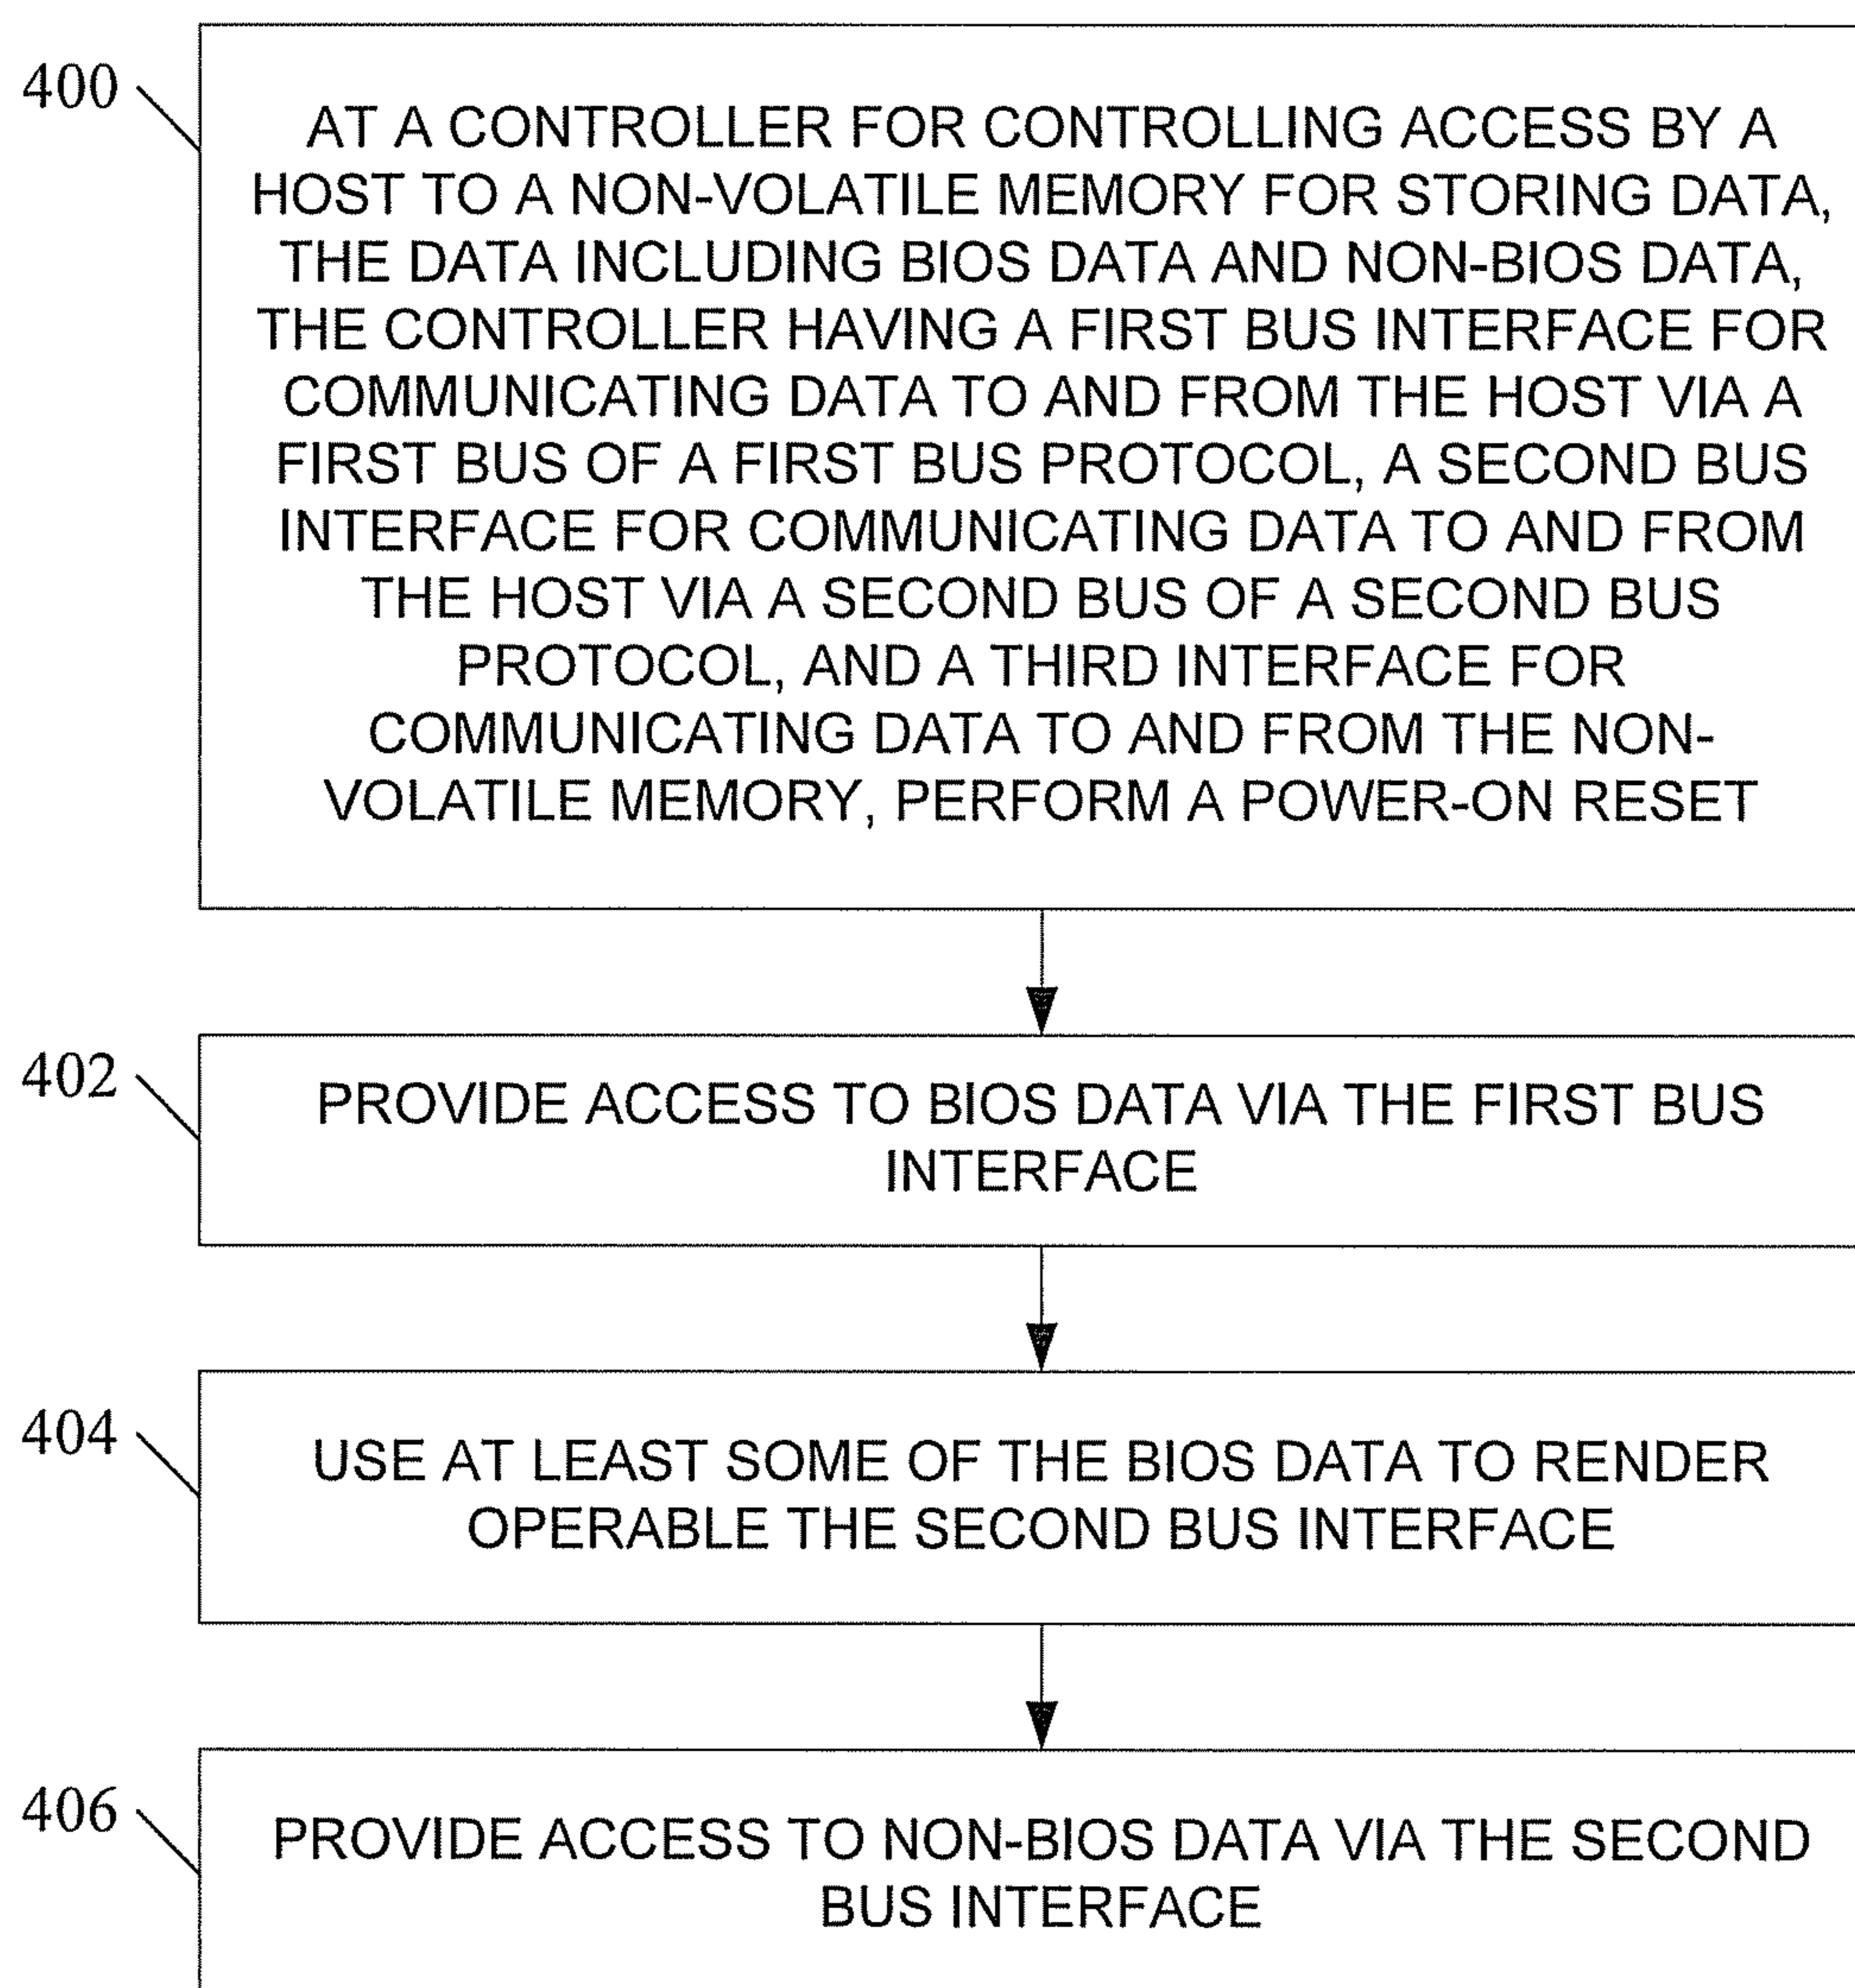 400
AT A CONTROLLER FOR CONTROLLING ACCESS BY A
HOST TO A NON-VOLATILE MEMORY FOR STORING DATA,
THE DATA INCLUDING BIOS DATA AND NON-BIOS DATA,
THE CONTROLLER HAVING A FIRST BUS INTERFACE FOR
COMMUNICATING DATA TO AND FROM THE HOST VIA A
FIRST BUS OF A FIRST BUS PROTOCOL, A SECOND BUS
INTERFACE FOR COMMUNICATING DATA TO AND FROM
THE HOST VIA A SECOND BUS OF A SECOND BUS
PROTOCOL, AND A THIRD INTERFACE FOR
COMMUNICATING DATA TO AND FROM THE NON-
VOLATILE MEMORY, PERFORM A POWER-ON RESET
402
PROVIDE ACCESS TO BIOS DATA VIA THE FIRST BUS
INTERFACE
404
USE AT LEAST SOME OF THE BIOS DATA TO RENDER
OPERABLE THE SECOND BUS INTERFACE
406
PROVIDE ACCESS TO NON-BIOS DATA VIA THE SECOND
BUS INTERFACE